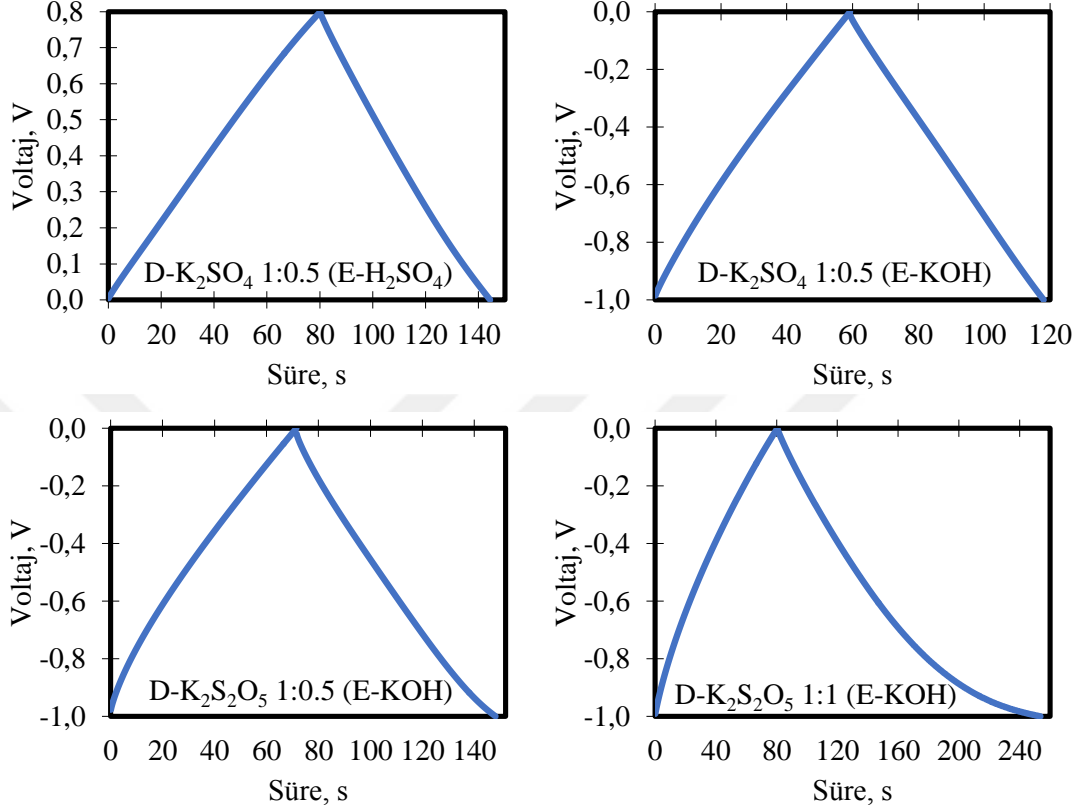 0,8
0,7
0,6
0,5
0,4
0,3
0,2
0,1
0,0
Voltaj, V
D-K₂SO₄ 1:0.5 (E-H₂SO₄)
0 20 40 60 80 100 120 140
Süre, s
0,0
-0,2
-0,4
-0,6
-0,8
-1,0
Voltaj, V
D-K₂SO₄ 1:0.5 (E-KOH)
0 20 40 60 80 100 120
Süre, s
0,0
-0,2
-0,4
-0,6
-0,8
-1,0
Voltaj, V
D-K₂S₂O₅ 1:0.5 (E-KOH)
0 20 40 60 80 100 120 140
Süre, s
0,0
-0,2
-0,4
-0,6
-0,8
-1,0
Voltaj, V
D-K₂S₂O₅ 1:1 (E-KOH)
0 40 80 120 160 200 240
Süre, s